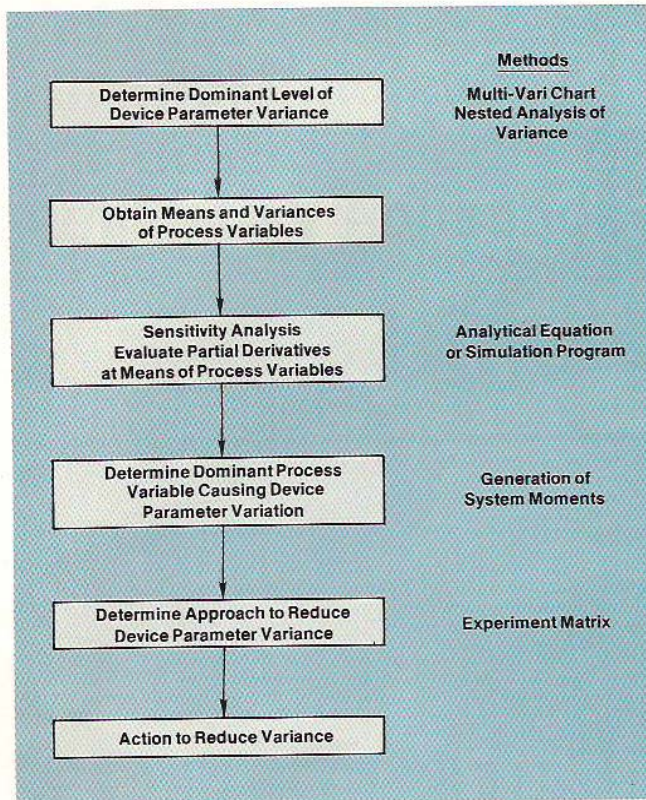 Methods
Determine Dominant Level of
Device Parameter Variance
Multi-Vari Chart
Nested Analysis of
Variance
Obtain Means and Variances
of Process Variables
Sensitivity Analysis
Evaluate Partial Derivatives
at Means of Process Variables
Analytical Equation
or Simulation Program
Determine Dominant Process
Variable Causing Device
Parameter Variation
Generation of
System Moments
Determine Approach to Reduce
Device Parameter Variance
Experiment Matrix
Action to Reduce Variance